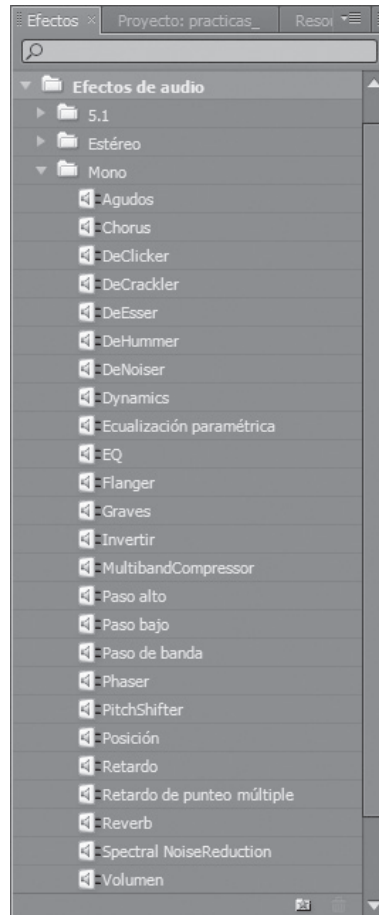 Efectos × Proyecto: practicas_
Efectos de audio
5.1
Estéreo
Mono
Agudos
Chorus
DeClicker
DeCrackler
DeEsser
DeHummer
DeNoiser
Dynamics
Ecualización paramétrica
EQ
Flanger
Graves
Invertir
MultibandCompressor
Paso alto
Paso bajo
Paso de banda
Phaser
PitchShifter
Posición
Retardo
Retardo de punteo múltiple
Reverb
Spectral NoiseReduction
Volumen